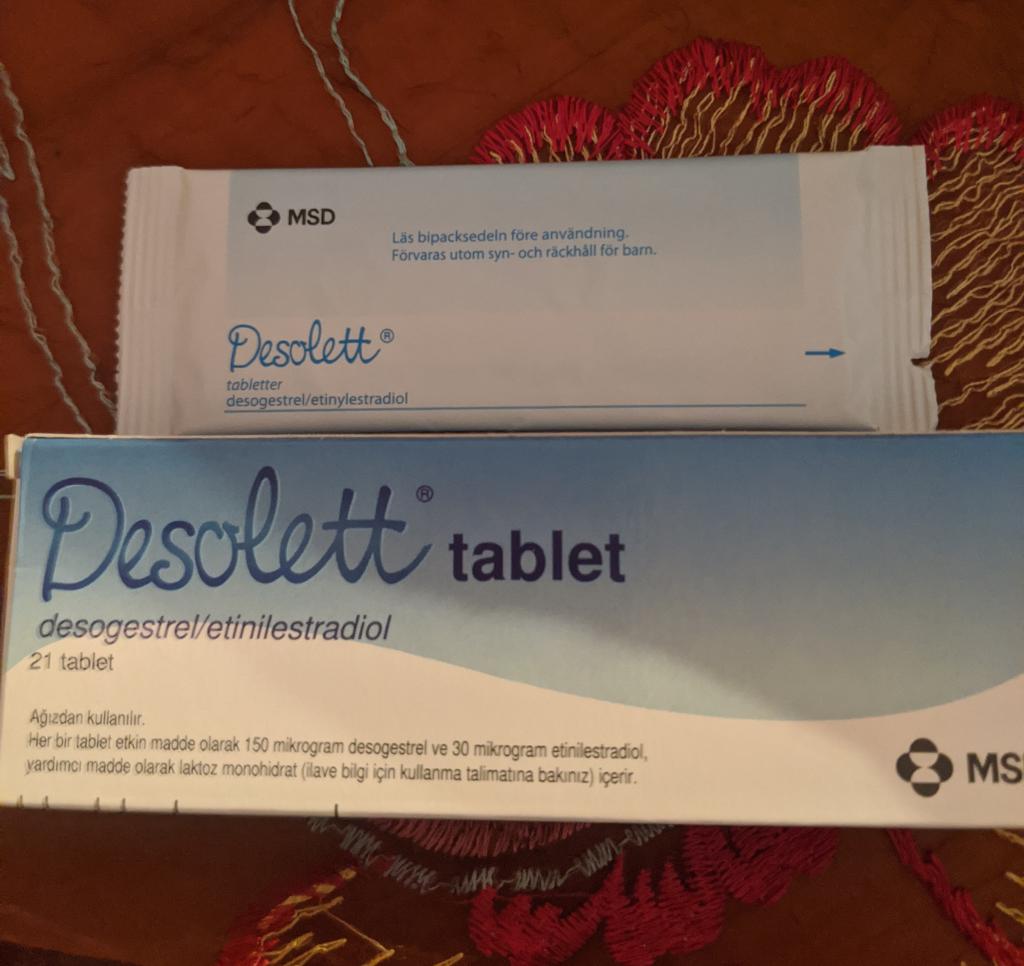 MSD
Läs bipacksedeln före användning.
Förvaras utom syn- och räckhåll för barn.
Desolett®
tabletter
desogestrel/etinylestradiol
Desolett® tablet
desogestrel/etinilestradiol
21 tablet
Ağızdan kullanılır.
Her bir tablet etkin madde olarak 150 mikrogram desogestrel ve 30 mikrogram etinilestradiol,
yardımcı madde olarak laktoz monohidrat (ilave bilgi için kullanma talimatına bakınız) içerir.
MS